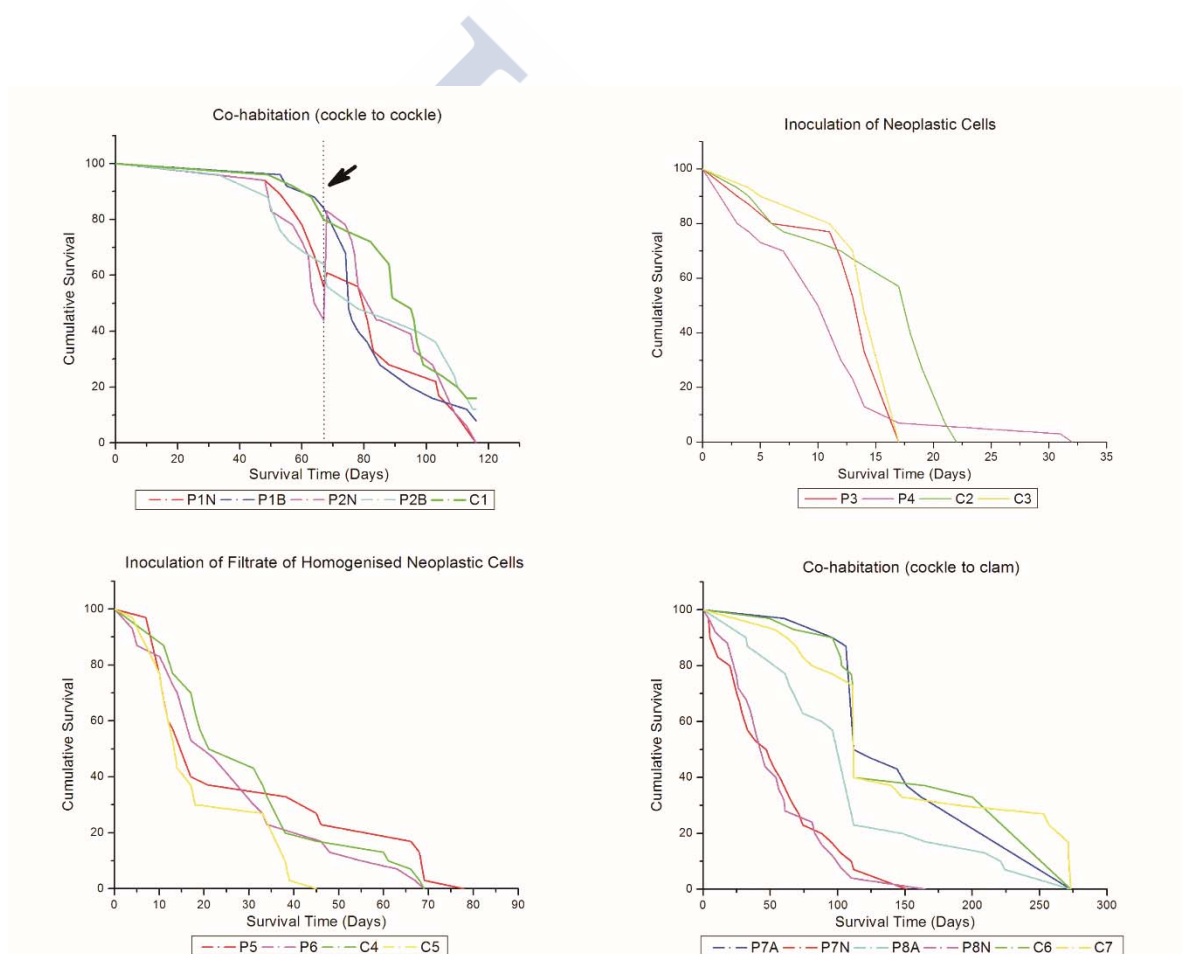 Co-habitation (cockle to cockle)
100
80
60
40
20
0
Cumulative Survival
0 20 40 60 80 100 120
Survival Time (Days)
P1N P1B P2N P2B C1
Inoculation of Neoplastic Cells
100
80
60
40
20
0
Cumulative Survival
0 5 10 15 20 25 30 35
Survival Time (Days)
P3 P4 C2 C3
Inoculation of Filtrate of Homogenised Neoplastic Cells
100
80
60
40
20
0
Cumulative Survival
0 10 20 30 40 50 60 70 80 90
Survival Time (Days)
P5 P6 C4 C5
Co-habitation (cockle to clam)
100
80
60
40
20
0
Cumulative Survival
0 50 100 150 200 250 300
Survival Time (Days)
P7A P7N P8A P8N C6 C7